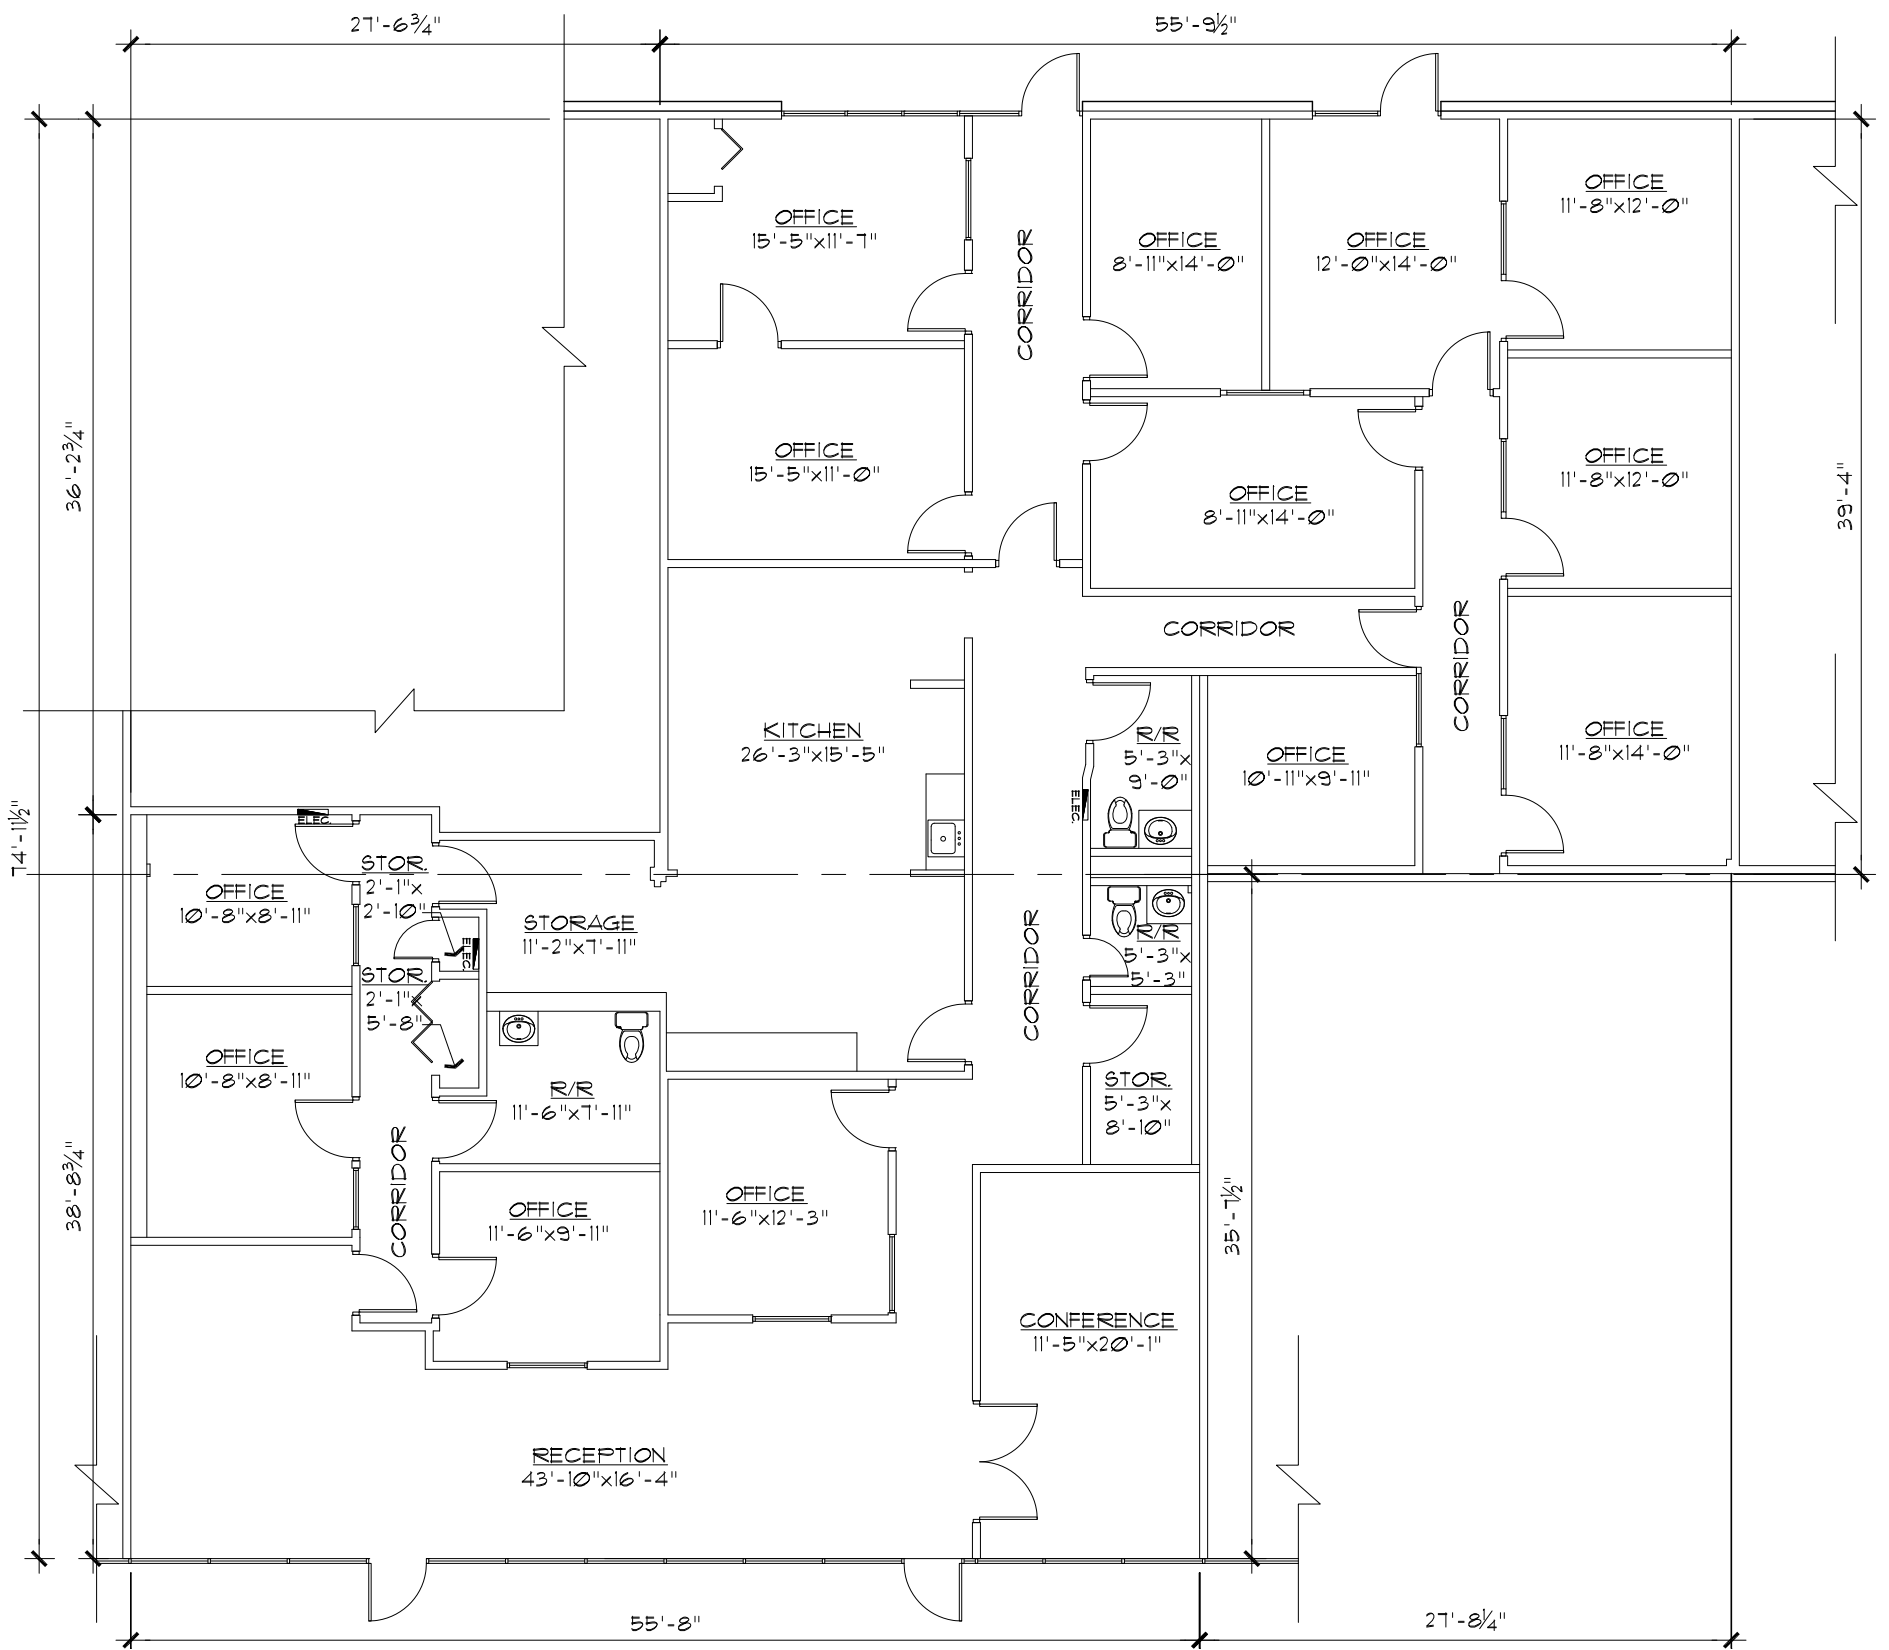 27'-6¾"
55'-9½"
OFFICE
11'-8"x12'-0"
OFFICE
15'-5"x11'-7"
CORRIDOR
OFFICE
8'-11"x14'-0"
OFFICE
12'-0"x14'-0"
36'-2¾"
OFFICE
15'-5"x11'-0"
OFFICE
8'-11"x14'-0"
OFFICE
11'-8"x12'-0"
39'-4"
CORRIDOR
CORRIDOR
KITCHEN
26'-3"x15'-5"
R/R
5'-3"x
9'-0"
ELEC.
OFFICE
10'-11"x9'-11"
OFFICE
11'-8"x14'-0"
74'-11½"
ELEC.
STOR.
2'-1"x
2'-10"
OFFICE
10'-8"x8'-11"
STORAGE
11'-2"x7'-11"
ELEC.
CORRIDOR
R/R
5'-3"x
5'-3"
STOR.
2'-1"x
5'-8"
OFFICE
10'-8"x8'-11"
R/R
11'-6"x7'-11"
STOR.
5'-3"x
8'-10"
38'-8¾"
CORRIDOR
OFFICE
11'-6"x9'-11"
OFFICE
11'-6"x12'-3"
35'-7½"
CONFERENCE
11'-5"x20'-1"
RECEPTION
43'-10"x16'-4"
55'-8"
27'-8¼"